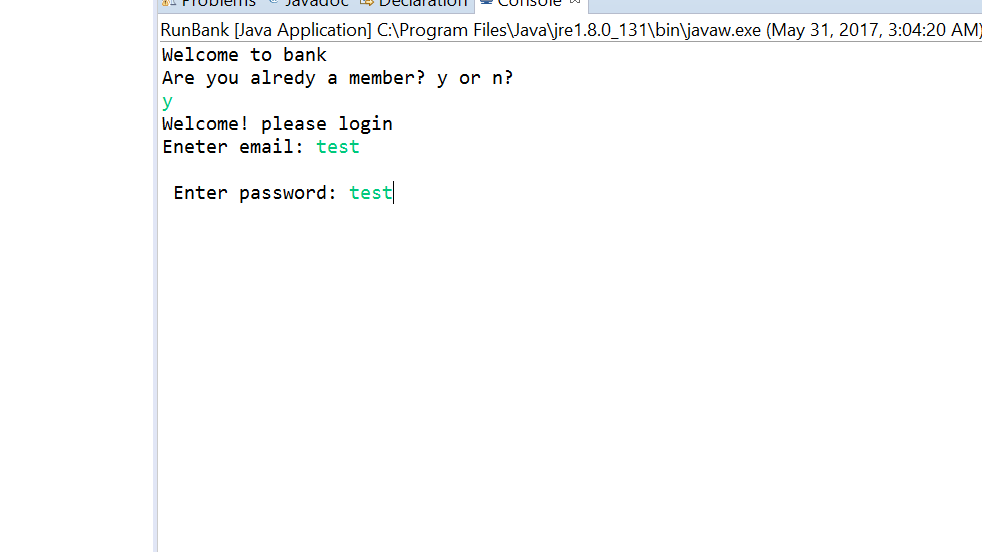 Problems Javadoc Declaration Console
RunBank [Java Application] C:\Program Files\Java\jre1.8.0_131\bin\javaw.exe (May 31, 2017, 3:04:20 AM)
Welcome to bank
Are you alredy a member? y or n?
y
Welcome! please login
Eneter email: test
Enter password: test